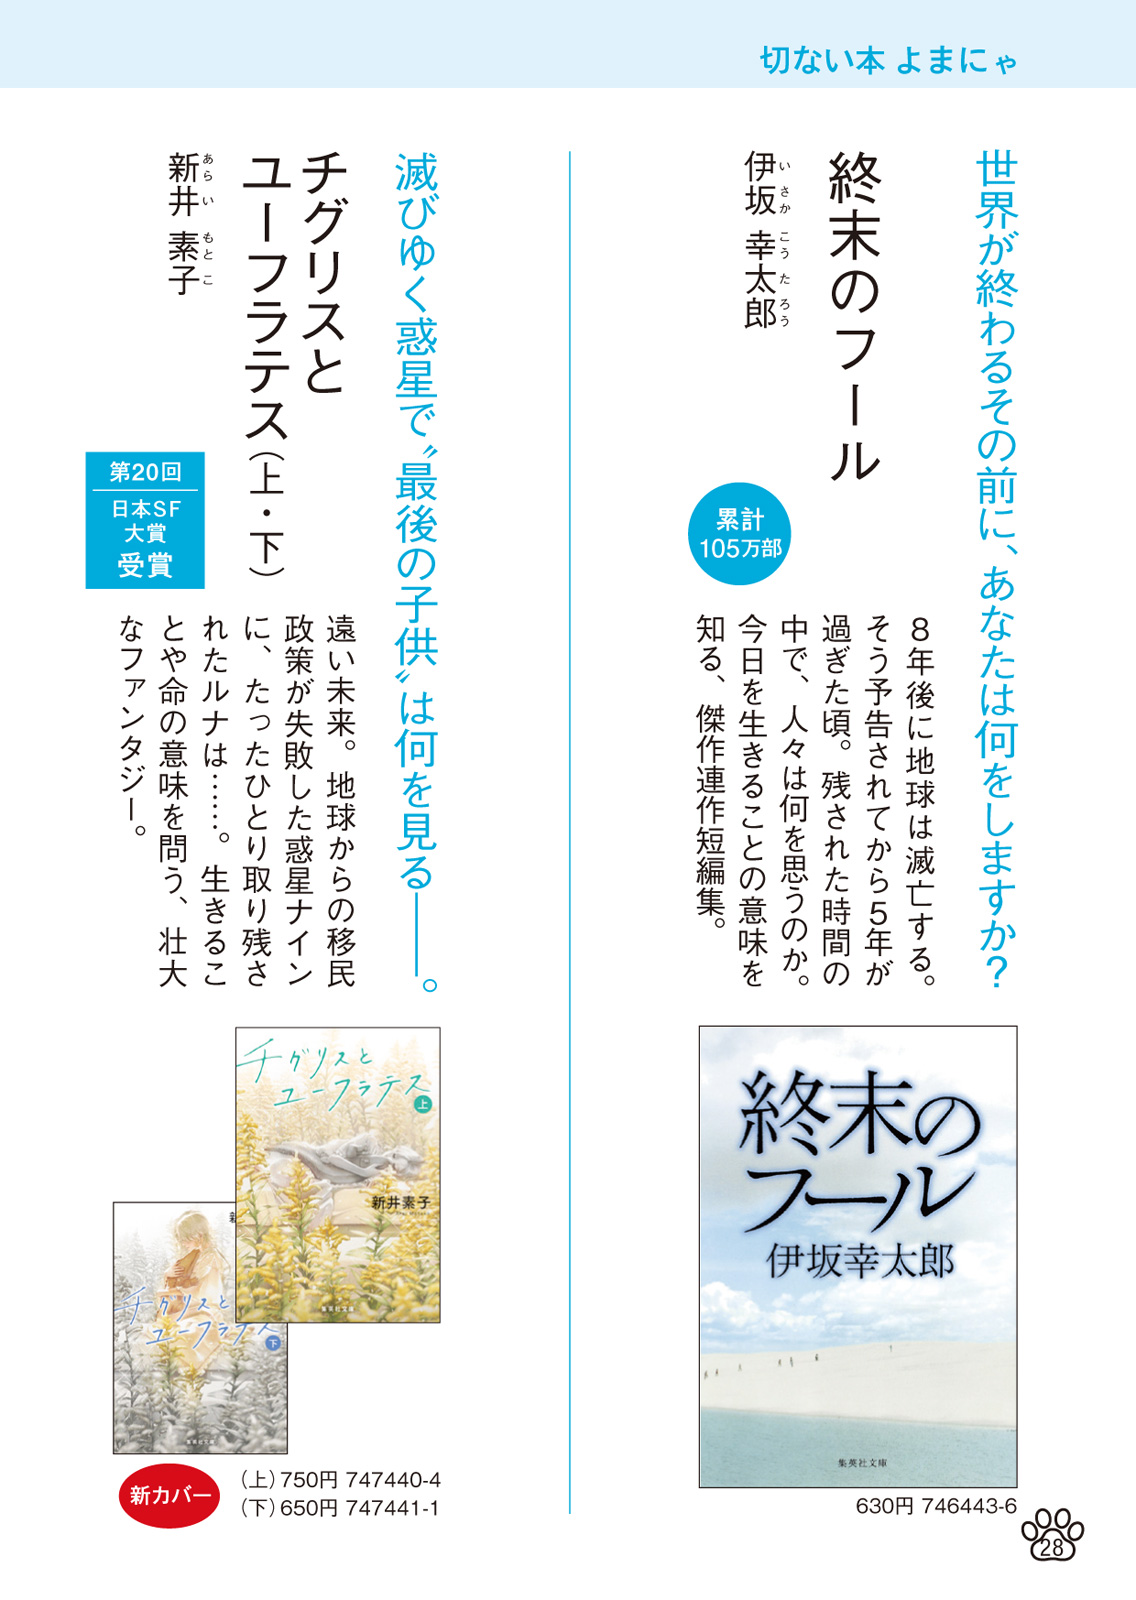 切ない本 よまにゃ
世界が終わるその前に、あなたは何をしますか?
終末のフール
伊坂 幸太郎
いさか こうたろう
累計
105万部
8年後に地球は滅亡する。
そう予告されてから5年が
過ぎた頃。残された時間の
中で、人々は何を思うのか。
今日を生きることの意味を
知る、傑作連作短編集。
終末の
フール
伊坂幸太郎
集英社文庫
630円 746443-6
滅びゆく惑星で〝最後の子供〟は何を見る――。
チグリスと
ユーフラテス(上・下)
新井 素子
あらい もとこ
第20回
日本SF
大賞
受賞
遠い未来。地球からの移民
政策が失敗した惑星ナイン
に、たったひとり取り残さ
れたルナは……。生きるこ
とや命の意味を問う、壮大
なファンタジー。
チグリスと
ユーフラテス
上
新井素子
集英社文庫
チグリスと
ユーフラテス
下
集英社文庫
新カバー
(上)750円 747440-4
(下)650円 747441-1
28